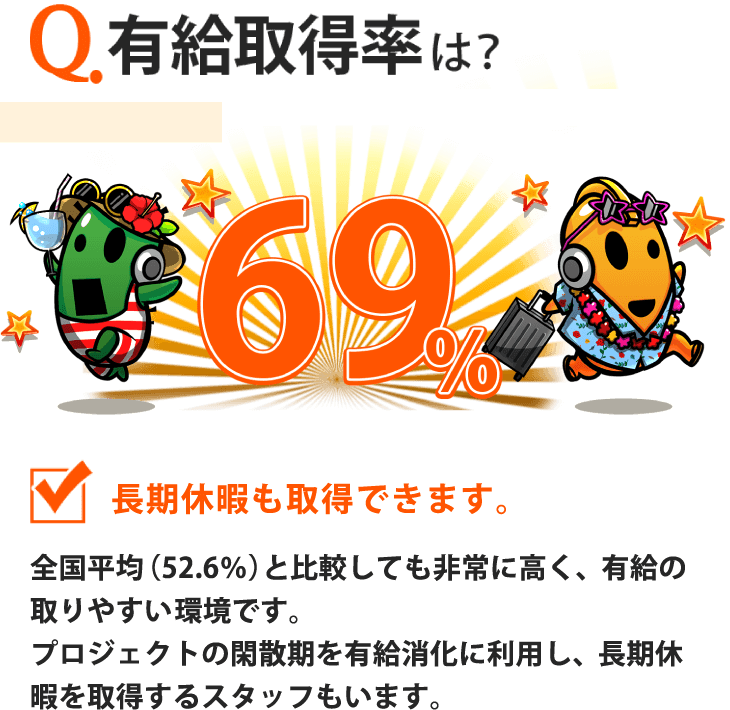 Q.有給取得率は？
69%
長期休暇も取得できます。
全国平均（52.6%）と比較しても非常に高く、有給の
取りやすい環境です。
プロジェクトの閑散期を有給消化に利用し、長期休
暇を取得するスタッフもいます。